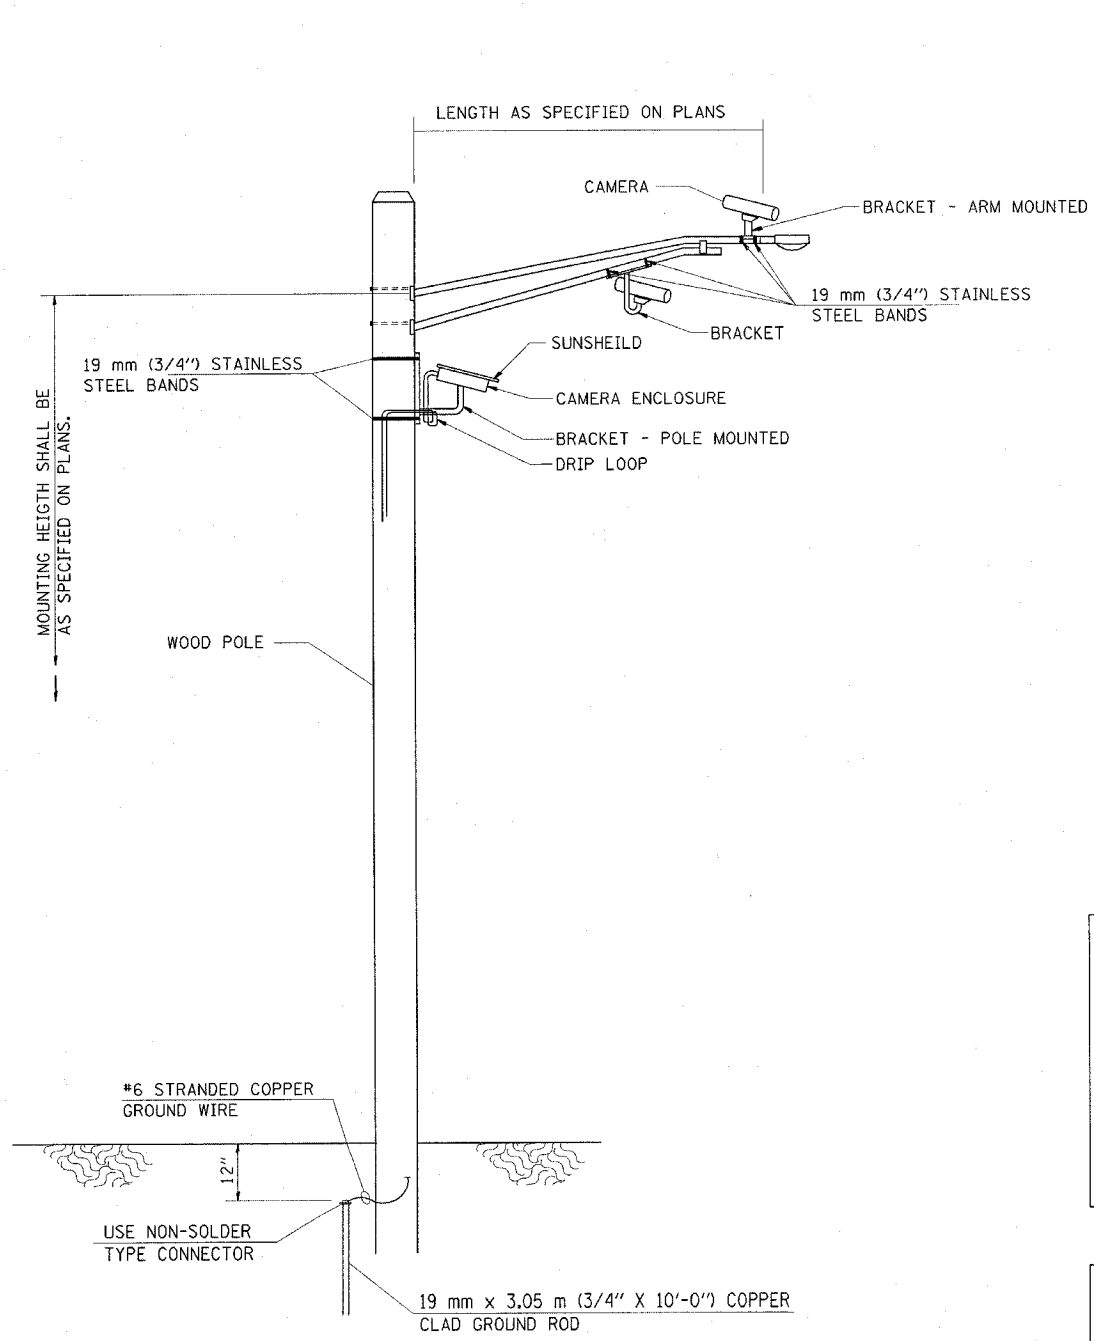 LENGTH AS SPECIFIED ON PLANS
CAMERA
BRACKET - ARM MOUNTED
19 mm (3/4") STAINLESS
STEEL BANDS
BRACKET
SUNSHEILD
19 mm (3/4") STAINLESS
STEEL BANDS
CAMERA ENCLOSURE
BRACKET - POLE MOUNTED
DRIP LOOP
MOUNTING HEIGTH SHALL BE
AS SPECIFIED ON PLANS.
WOOD POLE
#6 STRANDED COPPER
GROUND WIRE
12"
USE NON-SOLDER
TYPE CONNECTOR
19 mm x 3.05 m (3/4" X 10'-0") COPPER
CLAD GROUND ROD